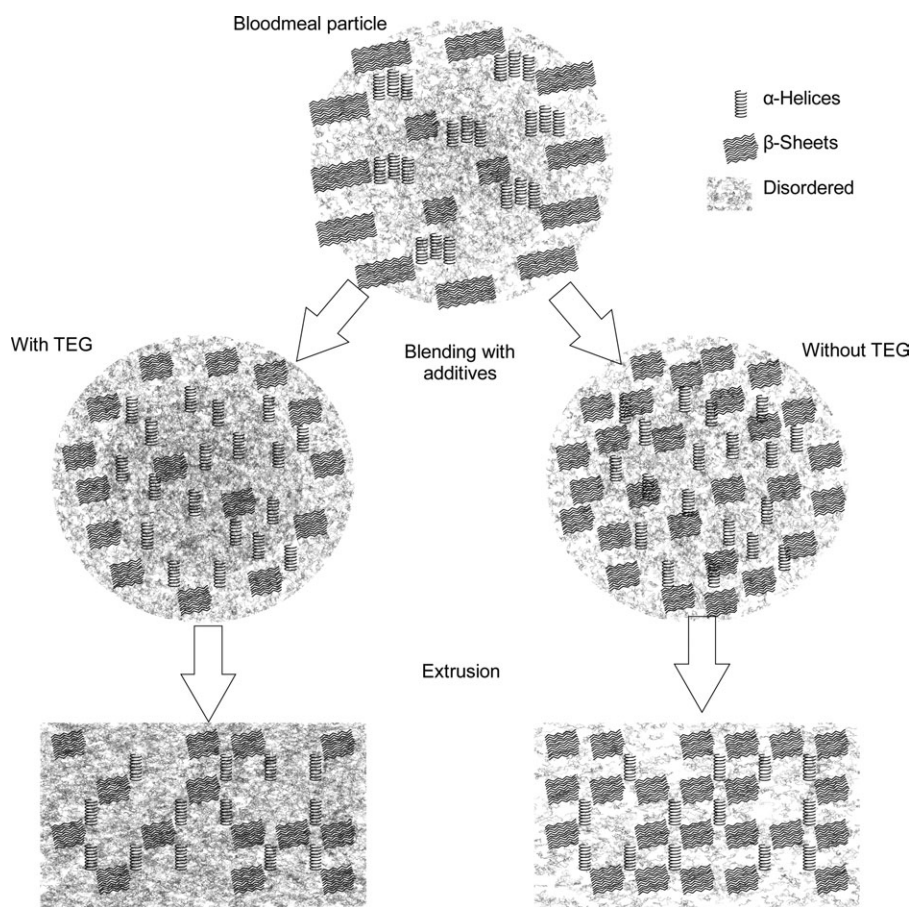 Bloodmeal particle
α-Helices
β-Sheets
Disordered
With TEG
Blending with
additives
Without TEG
Extrusion